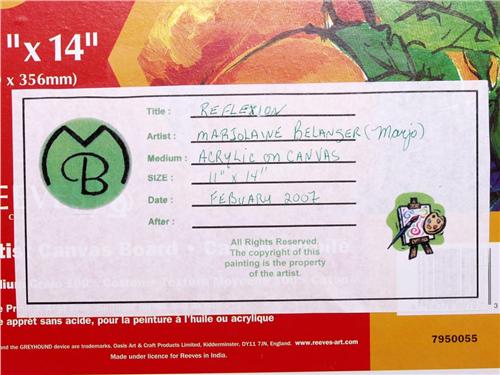 " x 14"
x 356mm)
Title : REFLEXION
Artist : MARJOLAINE BELANGER (Marjo)
Medium : ACRYLIC ON CANVAS
SIZE : 11" x 14"
Date : FEBUARY 2007
After :
MB
All Rights Reserved.
The copyright of this
painting is the property
of the artist.
Canvas Board
e apprêt sans acide, pour la peinture à l'huile ou acrylique
and the GREYHOUND device are trademarks. Oasis Art & Craft Products Limited, Kidderminster, DY11 7JN, England. www.reeves-art.com
Made under licence for Reeves in India.
3
7950055